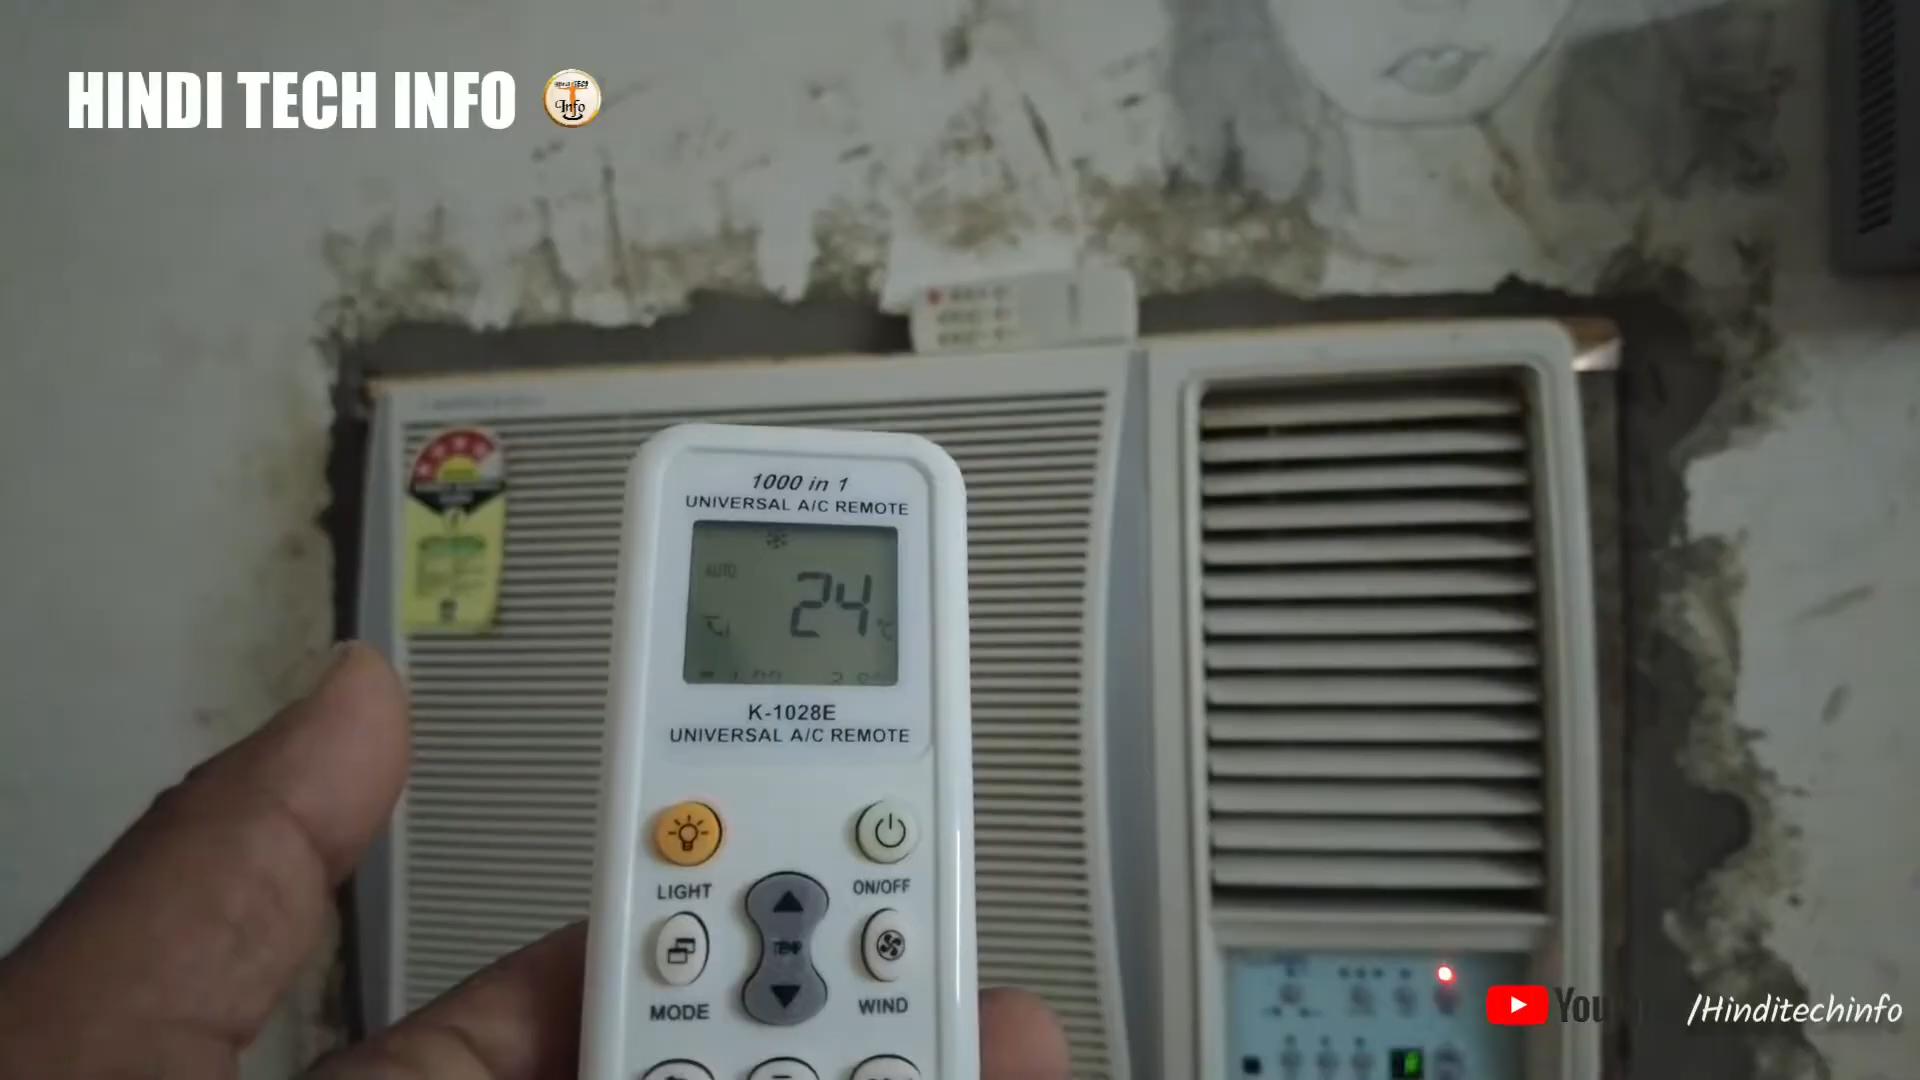 HINDI TECH INFO
Info
1000 in 1
UNIVERSAL A/C REMOTE
AUTO
24 °C
K-1028E
UNIVERSAL A/C REMOTE
LIGHT
ON/OFF
TEMP
MODE
WIND
/Hinditechinfo